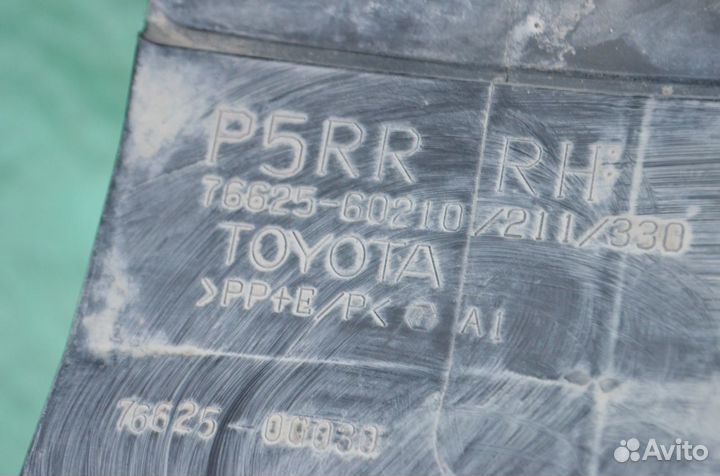 P5RR RH
76625-60210/211/330
TOYOTA
>PP+E/P< A1
76625-00030
Avito